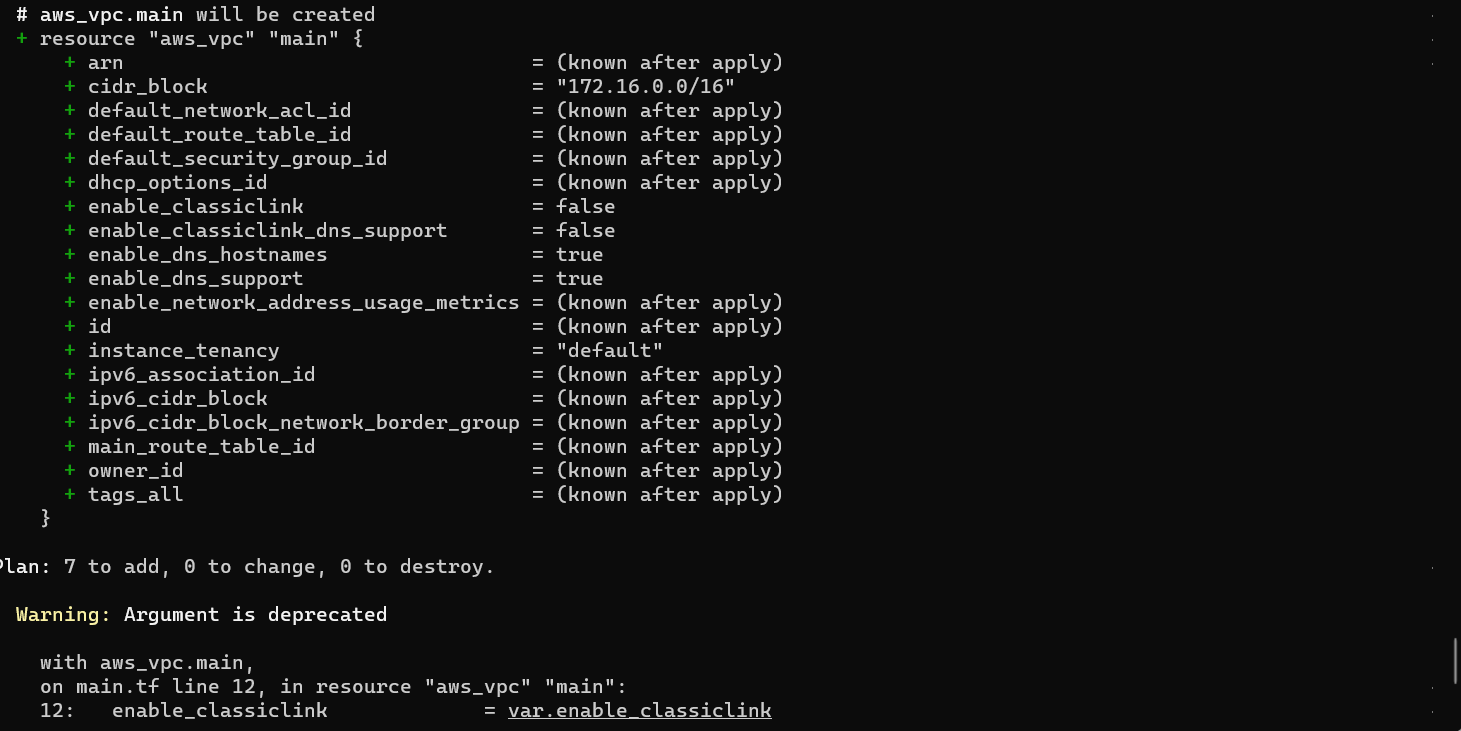 # aws_vpc.main will be created
+ resource "aws_vpc" "main" {
+ arn = (known after apply)
+ cidr_block = "172.16.0.0/16"
+ default_network_acl_id = (known after apply)
+ default_route_table_id = (known after apply)
+ default_security_group_id = (known after apply)
+ dhcp_options_id = (known after apply)
+ enable_classiclink = false
+ enable_classiclink_dns_support = false
+ enable_dns_hostnames = true
+ enable_dns_support = true
+ enable_network_address_usage_metrics = (known after apply)
+ id = (known after apply)
+ instance_tenancy = "default"
+ ipv6_association_id = (known after apply)
+ ipv6_cidr_block = (known after apply)
+ ipv6_cidr_block_network_border_group = (known after apply)
+ main_route_table_id = (known after apply)
+ owner_id = (known after apply)
+ tags_all = (known after apply)
}
Plan: 7 to add, 0 to change, 0 to destroy.
Warning: Argument is deprecated
with aws_vpc.main,
on main.tf line 12, in resource "aws_vpc" "main":
12: enable_classiclink = var.enable_classiclink